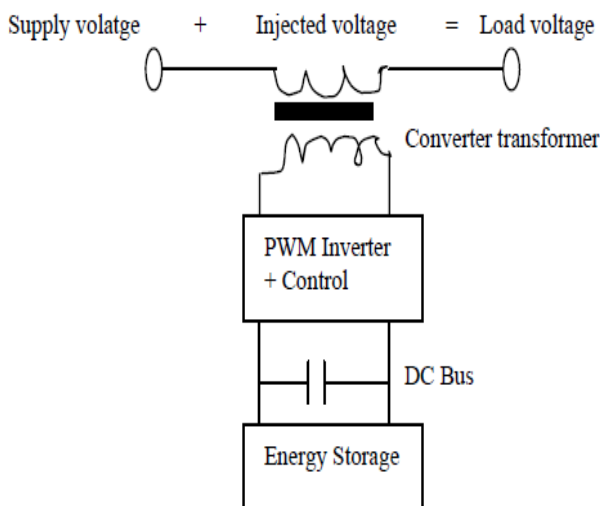 Supply volatge + Injected voltage = Load voltage
Converter transformer
PWM Inverter
+ Control
DC Bus
Energy Storage